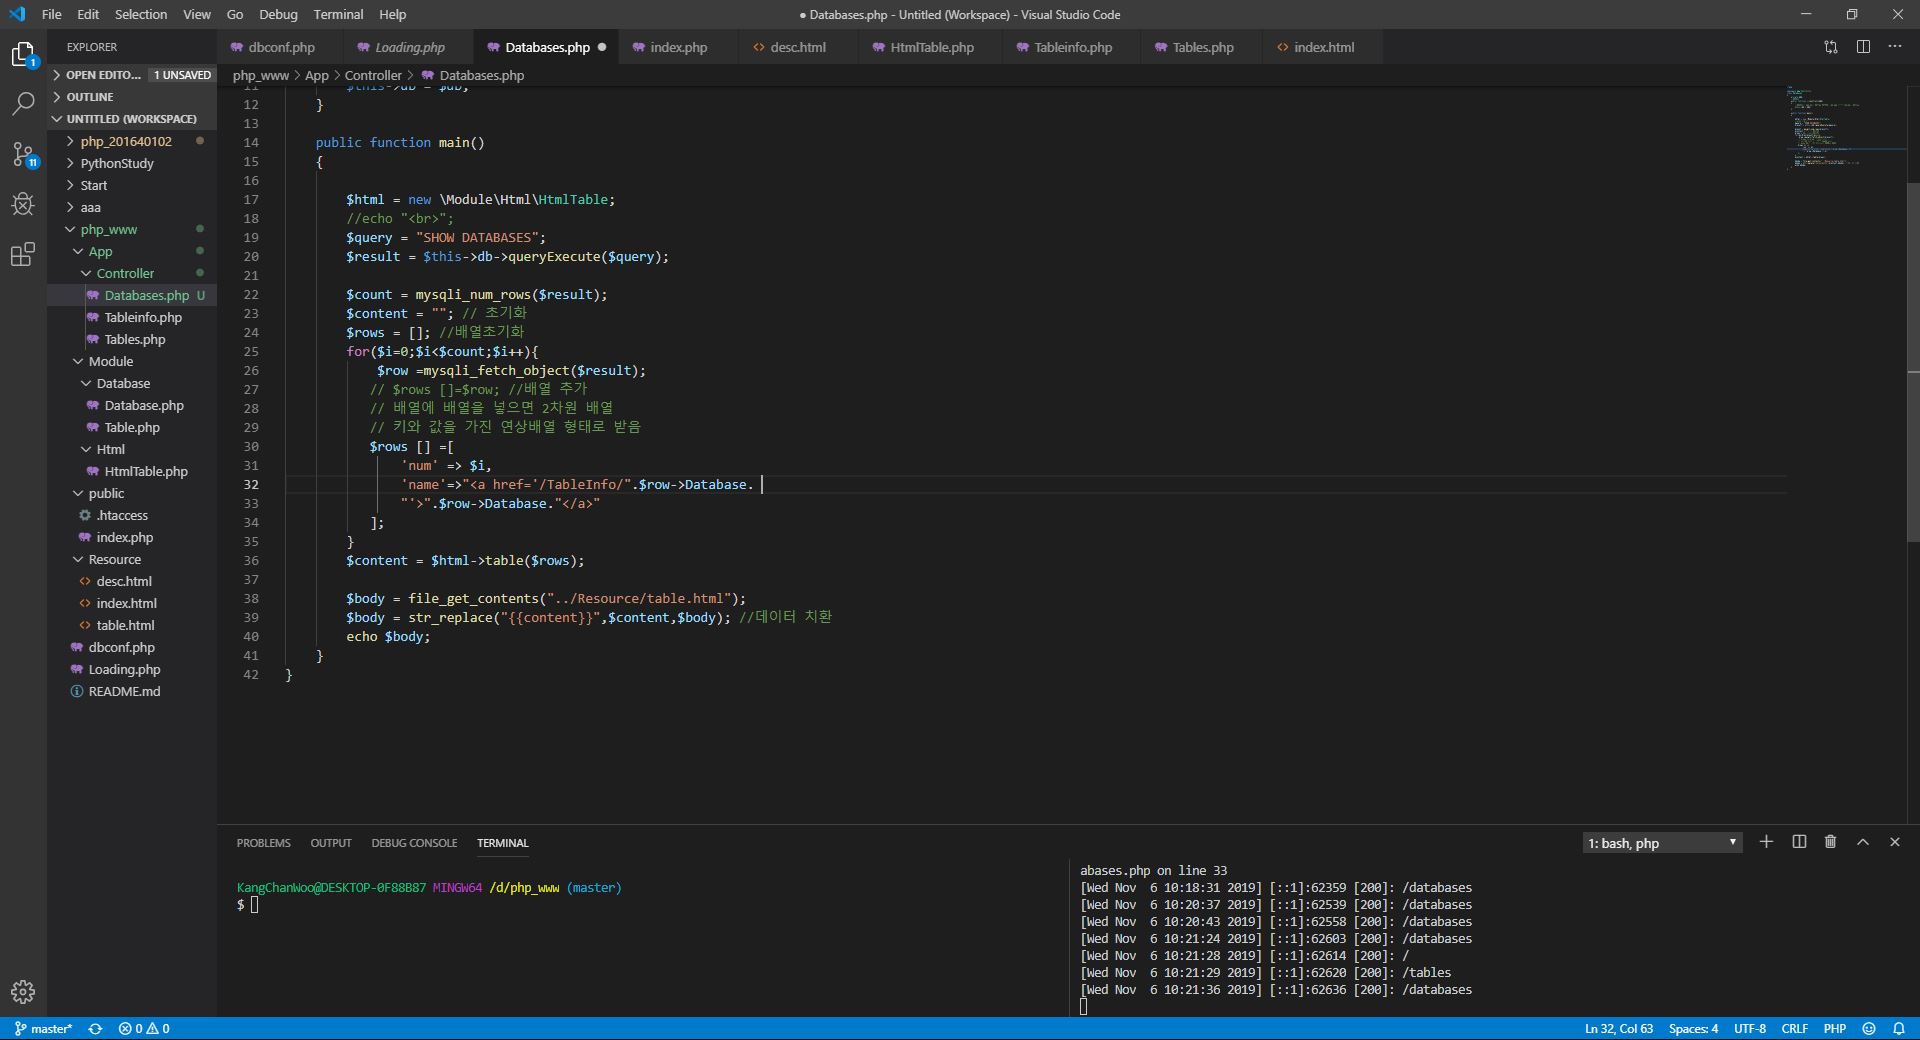 File Edit Selection View Go Debug Terminal Help
● Databases.php - Untitled (Workspace) - Visual Studio Code
EXPLORER
OPEN EDITO... 1 UNSAVED
OUTLINE
UNTITLED (WORKSPACE)
php_201640102
PythonStudy
Start
aaa
php_www
App
Controller
Databases.php U
Tableinfo.php
Tables.php
Module
Database
Database.php
Table.php
Html
HtmlTable.php
public
.htaccess
index.php
Resource
desc.html
index.html
table.html
dbconf.php
Loading.php
README.md
1
11
dbconf.php Loading.php Databases.php ● index.php desc.html HtmlTable.php Tableinfo.php Tables.php index.html
php_www > App > Controller > Databases.php
11 $this->db = $db;
12 }
13
14 public function main()
15 {
16
17 $html = new \Module\Html\HtmlTable;
18 //echo "<br>";
19 $query = "SHOW DATABASES";
20 $result = $this->db->queryExecute($query);
21
22 $count = mysqli_num_rows($result);
23 $content = ""; // 초기화
24 $rows = []; //배열초기화
25 for($i=0;$i<$count;$i++){
26 $row =mysqli_fetch_object($result);
27 // $rows []=$row; //배열 추가
28 // 배열에 배열을 넣으면 2차원 배열
29 // 키와 값을 가진 연상배열 형태로 받음
30 $rows [] =[
31 'num' => $i,
32 'name'=>"<a href='/TableInfo/".$row->Database.
33 "'>".$row->Database."</a>"
34 ];
35 }
36 $content = $html->table($rows);
37
38 $body = file_get_contents("../Resource/table.html");
39 $body = str_replace("{{content}}",$content,$body); //데이터 치환
40 echo $body;
41 }
42 }
PROBLEMS OUTPUT DEBUG CONSOLE TERMINAL
1: bash, php
KangChanWoo@DESKTOP-0F88B87 MINGW64 /d/php_www (master)
$
abases.php on line 33
[Wed Nov  6 10:18:31 2019] [::1]:62359 [200]: /databases
[Wed Nov  6 10:20:37 2019] [::1]:62539 [200]: /databases
[Wed Nov  6 10:20:43 2019] [::1]:62558 [200]: /databases
[Wed Nov  6 10:21:24 2019] [::1]:62603 [200]: /databases
[Wed Nov  6 10:21:28 2019] [::1]:62614 [200]: /
[Wed Nov  6 10:21:29 2019] [::1]:62620 [200]: /tables
[Wed Nov  6 10:21:36 2019] [::1]:62636 [200]: /databases
master* 0 0
Ln 32, Col 63 Spaces: 4 UTF-8 CRLF PHP